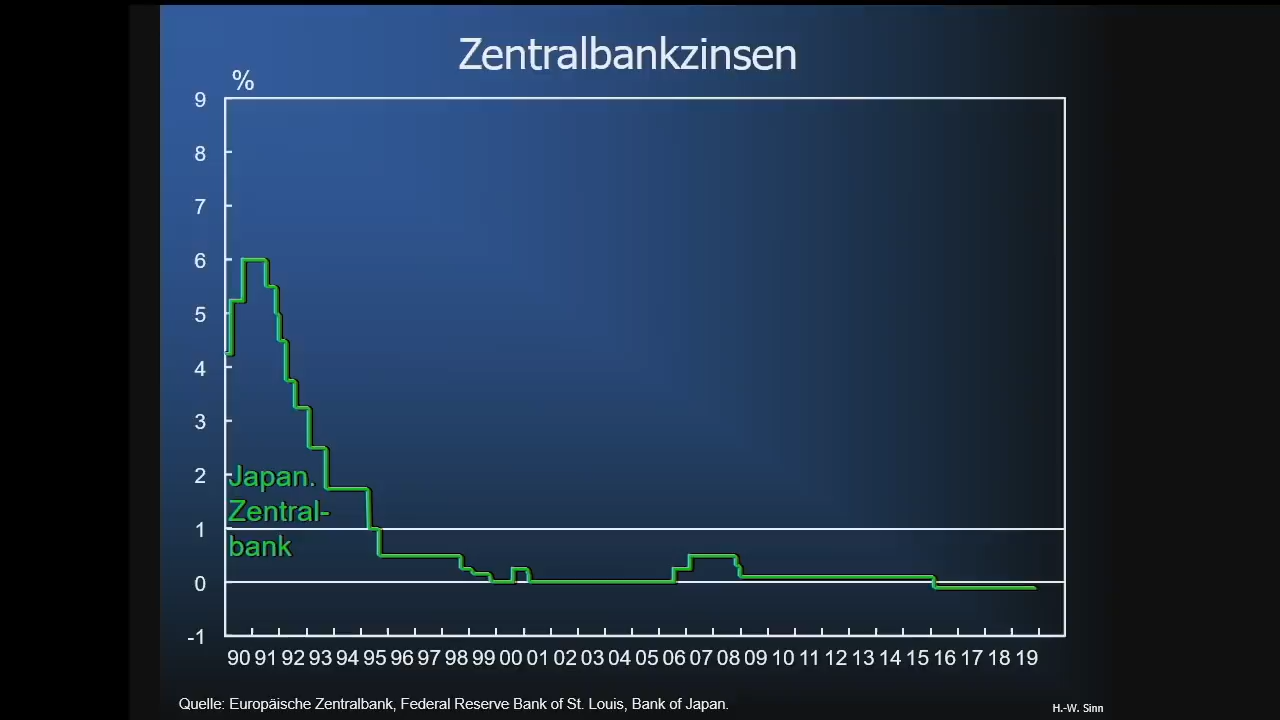 Zentralbankzinsen
%
9
8
7
6
5
4
3
2
1
0
-1
Japan.
Zentral-
bank
90 91 92 93 94 95 96 97 98 99 00 01 02 03 04 05 06 07 08 09 10 11 12 13 14 15 16 17 18 19
Quelle: Europäische Zentralbank, Federal Reserve Bank of St. Louis, Bank of Japan.
H.-W. Sinn